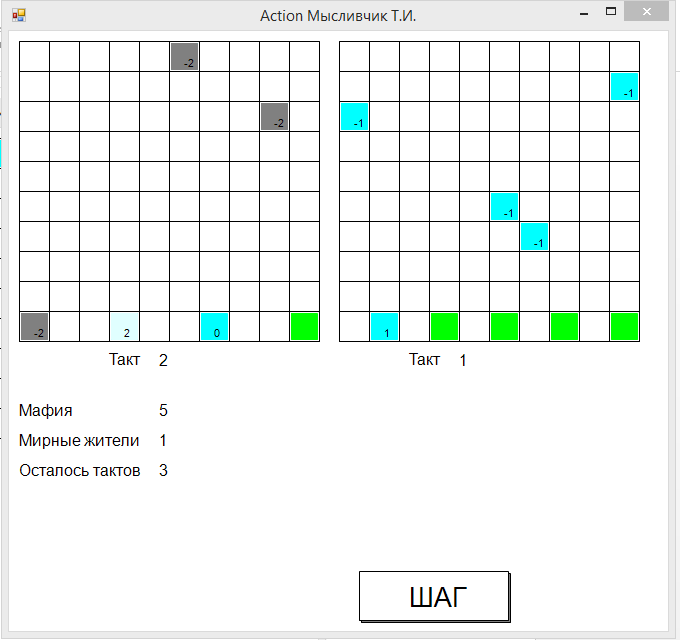 Action Мысливчик Т.И.
-2
-1
-2
-1
-1
-1
-2 2 0
1
Такт 2
Такт 1
Мафия 5
Мирные жители 1
Осталось тактов 3
ШАГ